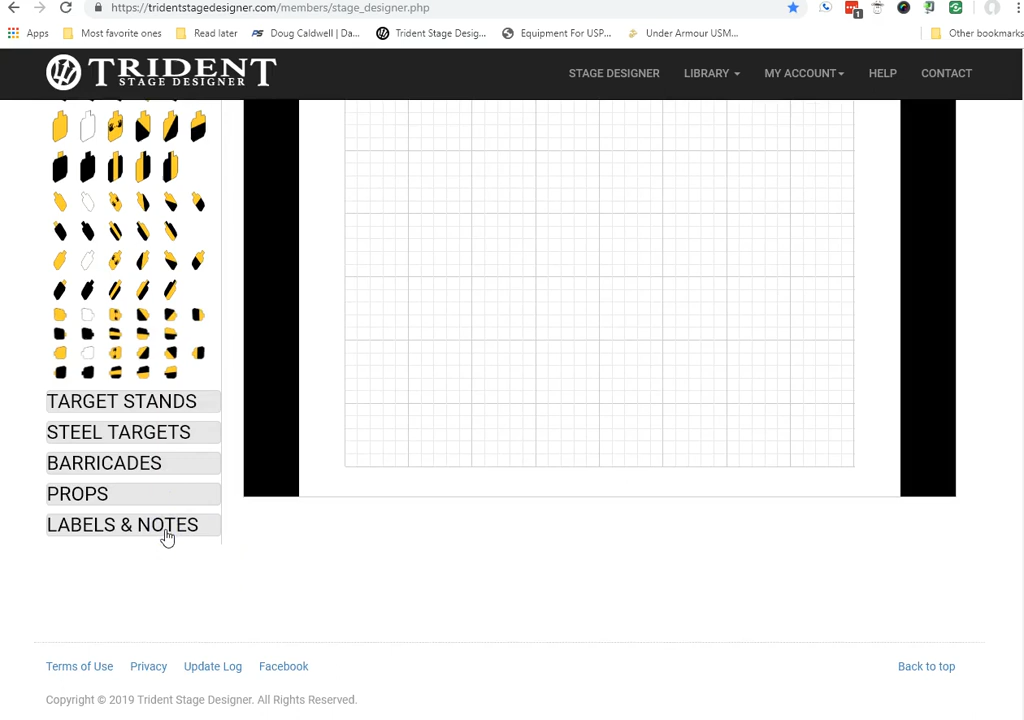 https://tridentstagedesigner.com/members/stage_designer.php
1
Apps Most favorite ones Read later Doug Caldwell | Da... Trident Stage Desig... Equipment For USP... Under Armour USM... Other bookmarks
TRIDENT
STAGE DESIGNER
STAGE DESIGNER LIBRARY MY ACCOUNT HELP CONTACT
TARGET STANDS
STEEL TARGETS
BARRICADES
PROPS
LABELS & NOTES
Terms of Use Privacy Update Log Facebook Back to top
Copyright © 2019 Trident Stage Designer. All Rights Reserved.